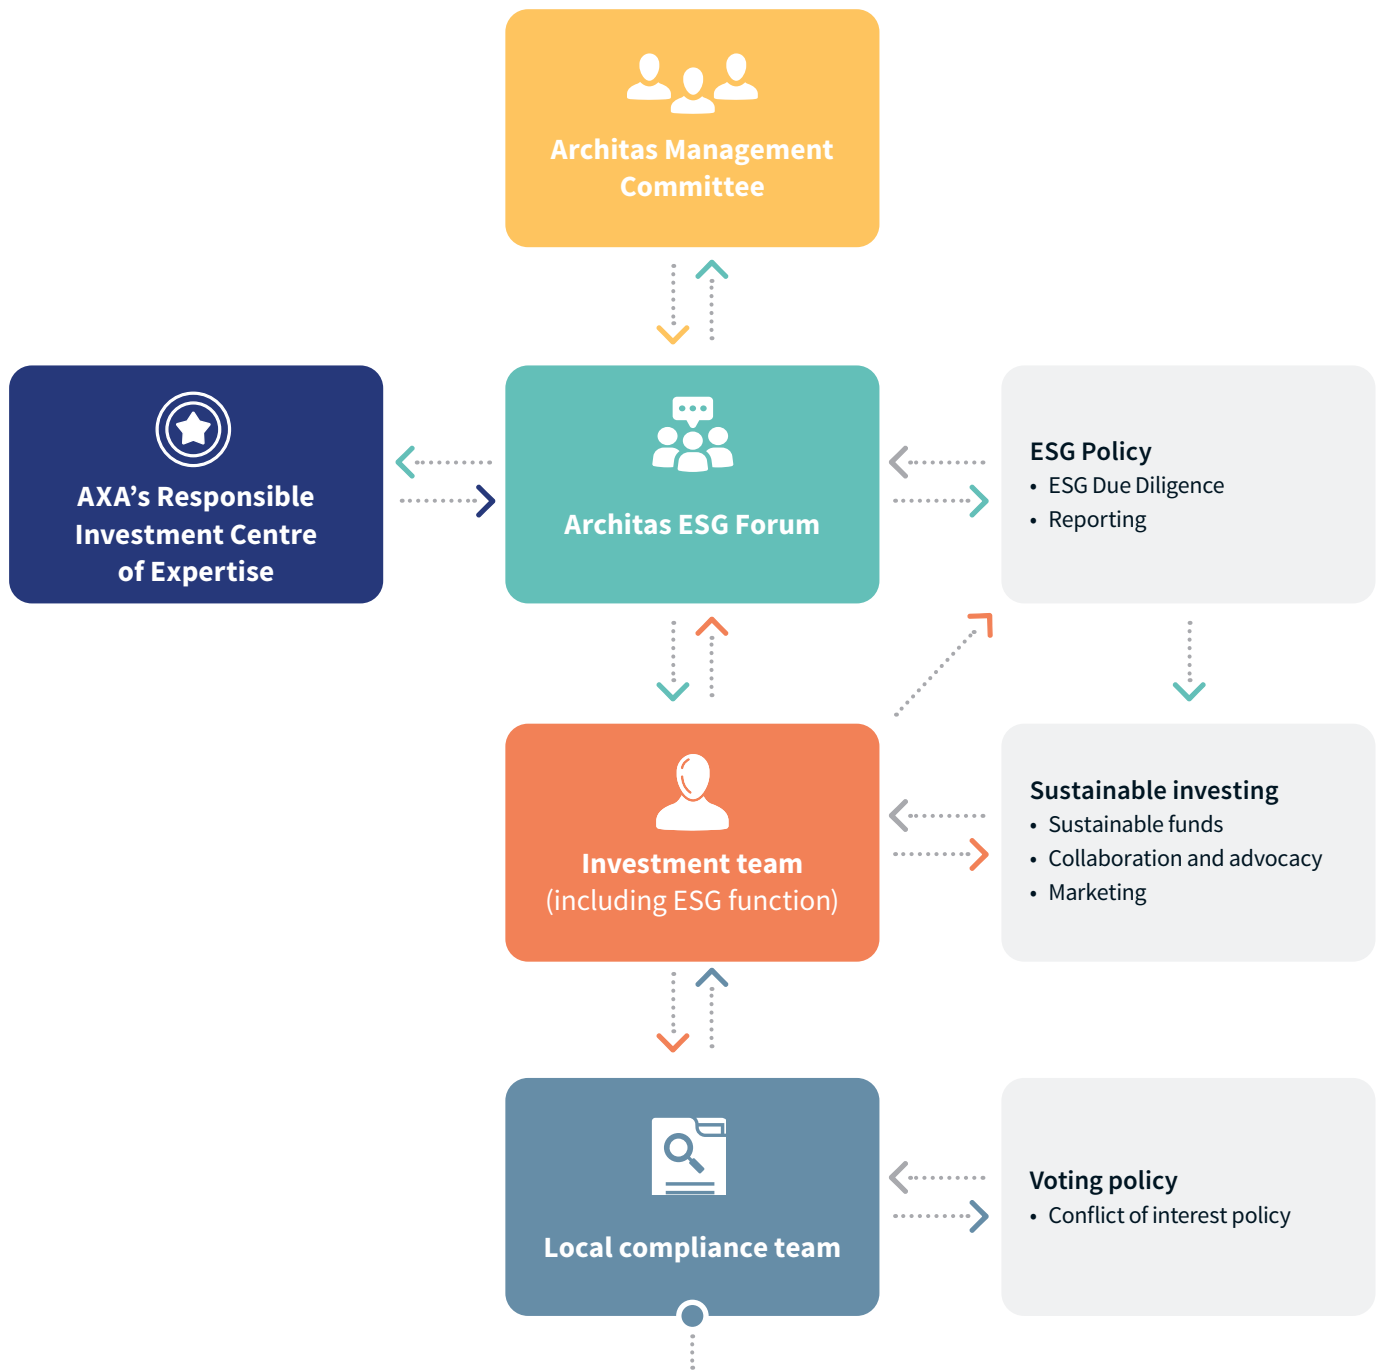 Architas Management
Committee
AXA’s Responsible
Investment Centre
of Expertise
Architas ESG Forum
ESG Policy
• ESG Due Diligence
• Reporting
Investment team
(including ESG function)
Sustainable investing
• Sustainable funds
• Collaboration and advocacy
• Marketing
Local compliance team
Voting policy
• Conflict of interest policy